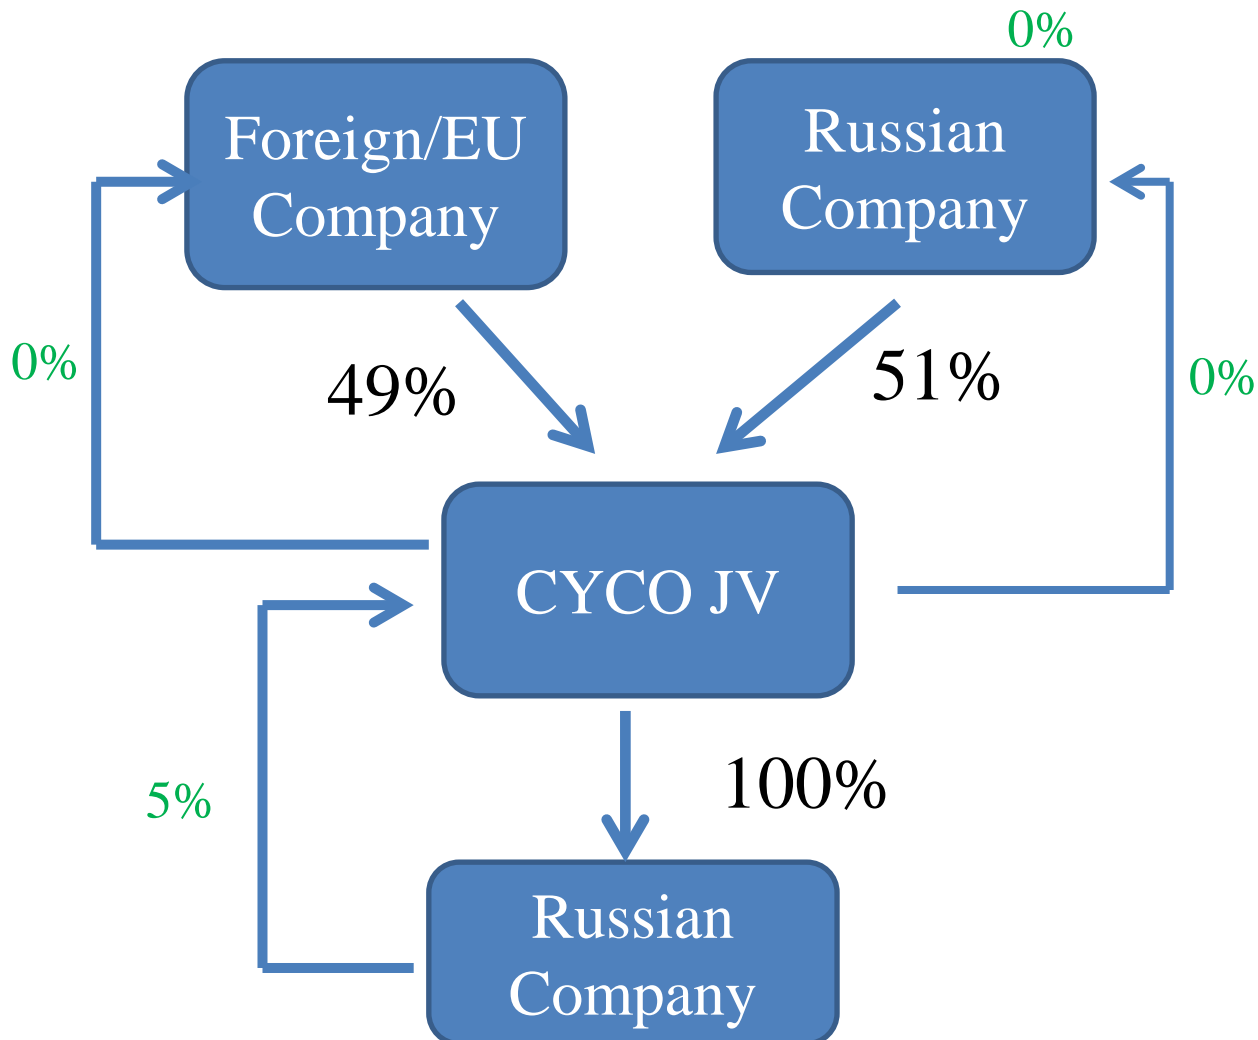 0%
Foreign/EU
Company
Russian
Company
0%
49%
51%
0%
CYCO JV
5%
100%
Russian
Company